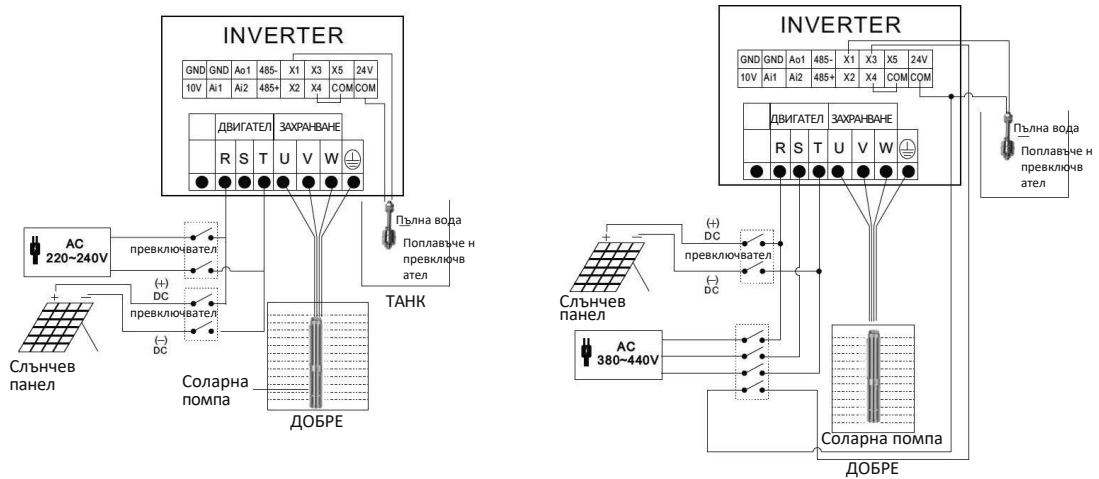 INVERTER
GND GND Ao1 485- X1 X3 X5 24V
10V Ai1 Ai2 485+ X2 X4 COM COM
ДВИГАТЕЛ ЗАХРАНВАНЕ
R S T U V W
Пълна вода
Поплавъче н
превключв
ател
AC
220~240V
превключвател
(+)
DC
превключвател
+ −
(−)
DC
Слънчев
панел
ТАНК
Соларна
помпа
ДОБРЕ
INVERTER
GND GND Ao1 485- X1 X3 X5 24V
10V Ai1 Ai2 485+ X2 X4 COM COM
ДВИГАТЕЛ ЗАХРАНВАНЕ
R S T U V W
Пълна вода
Поплавъче н
превключв
ател
(+)
DC
превключвател
+ −
(−)
DC
Слънчев
панел
AC
380~440V
Соларна помпа
ДОБРЕ